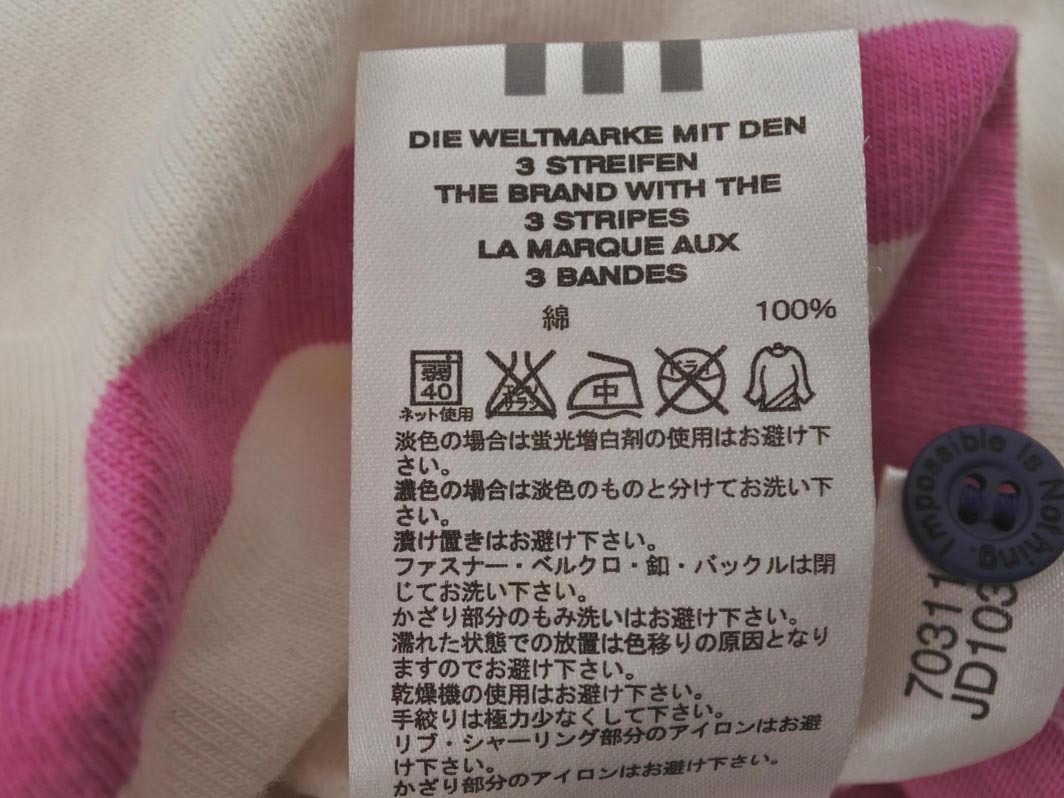 DIE WELTMARKE MIT DEN
3 STREIFEN
THE BRAND WITH THE
3 STRIPES
LA MARQUE AUX
3 BANDES
綿 100%
弱
40
ネット使用
エンソ
サラシ
中
ドライ
淡色の場合は蛍光増白剤の使用はお避け下
さい。
濃色の場合は淡色のものと分けてお洗い下
さい。
漬け置きはお避け下さい。
ファスナー・ベルクロ・釦・バックルは閉
じてお洗い下さい。
かざり部分のもみ洗いはお避け下さい。
濡れた状態での放置は色移りの原因となり
ますのでお避け下さい。
乾燥機の使用はお避け下さい。
手絞りは極力少なくして下さい。
リブ・シャーリング部分のアイロンはお避
け下さい。
かざり部分のアイロンはお避け下さい。
Impossible Is Nothing.
70311
JD103